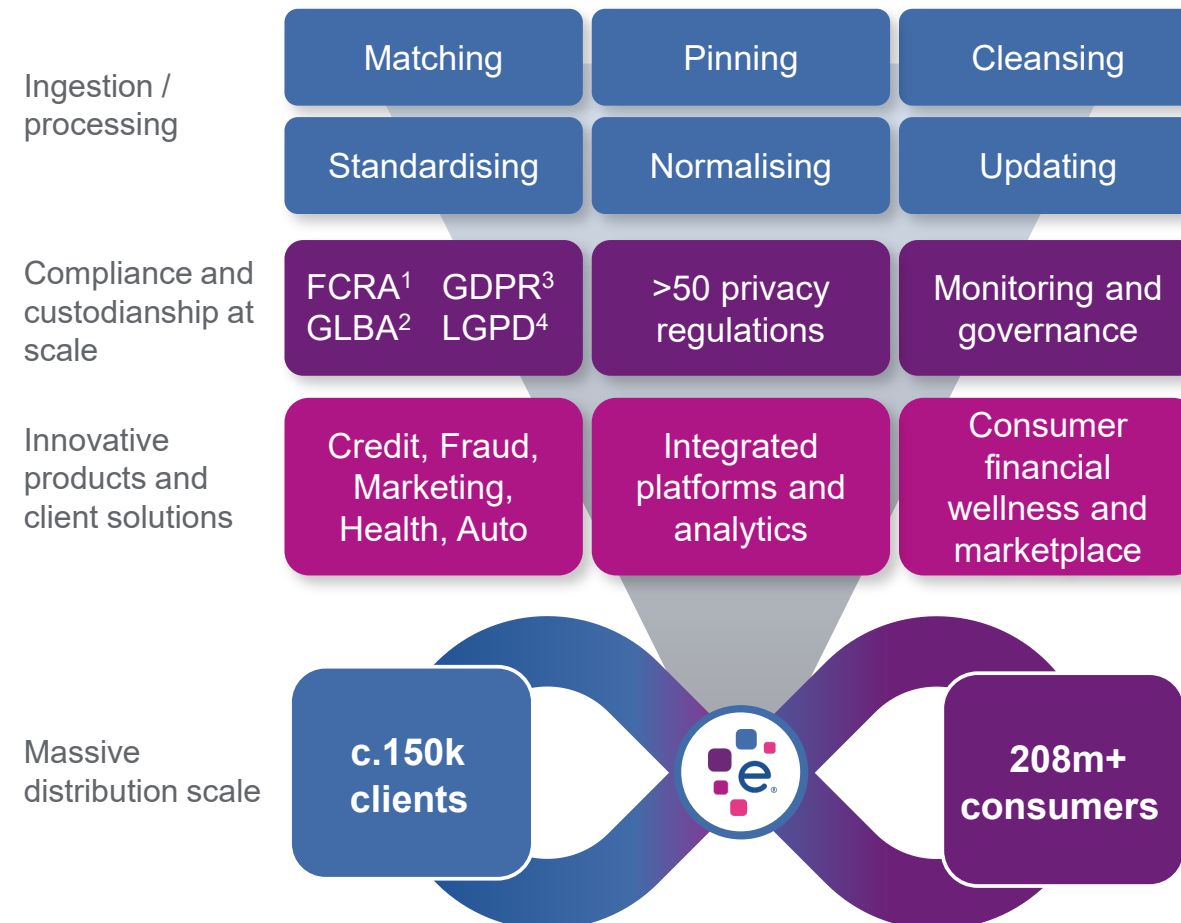 Ingestion /
processing
Matching
Pinning
Cleansing
Standardising
Normalising
Updating
Compliance and
custodianship at
scale
FCRA¹ GDPR³
GLBA² LGPD⁴
>50 privacy
regulations
Monitoring and
governance
Innovative
products and
client solutions
Credit, Fraud,
Marketing,
Health, Auto
Integrated
platforms and
analytics
Consumer
financial
wellness and
marketplace
Massive
distribution scale
c.150k
clients
e®
208m+
consumers